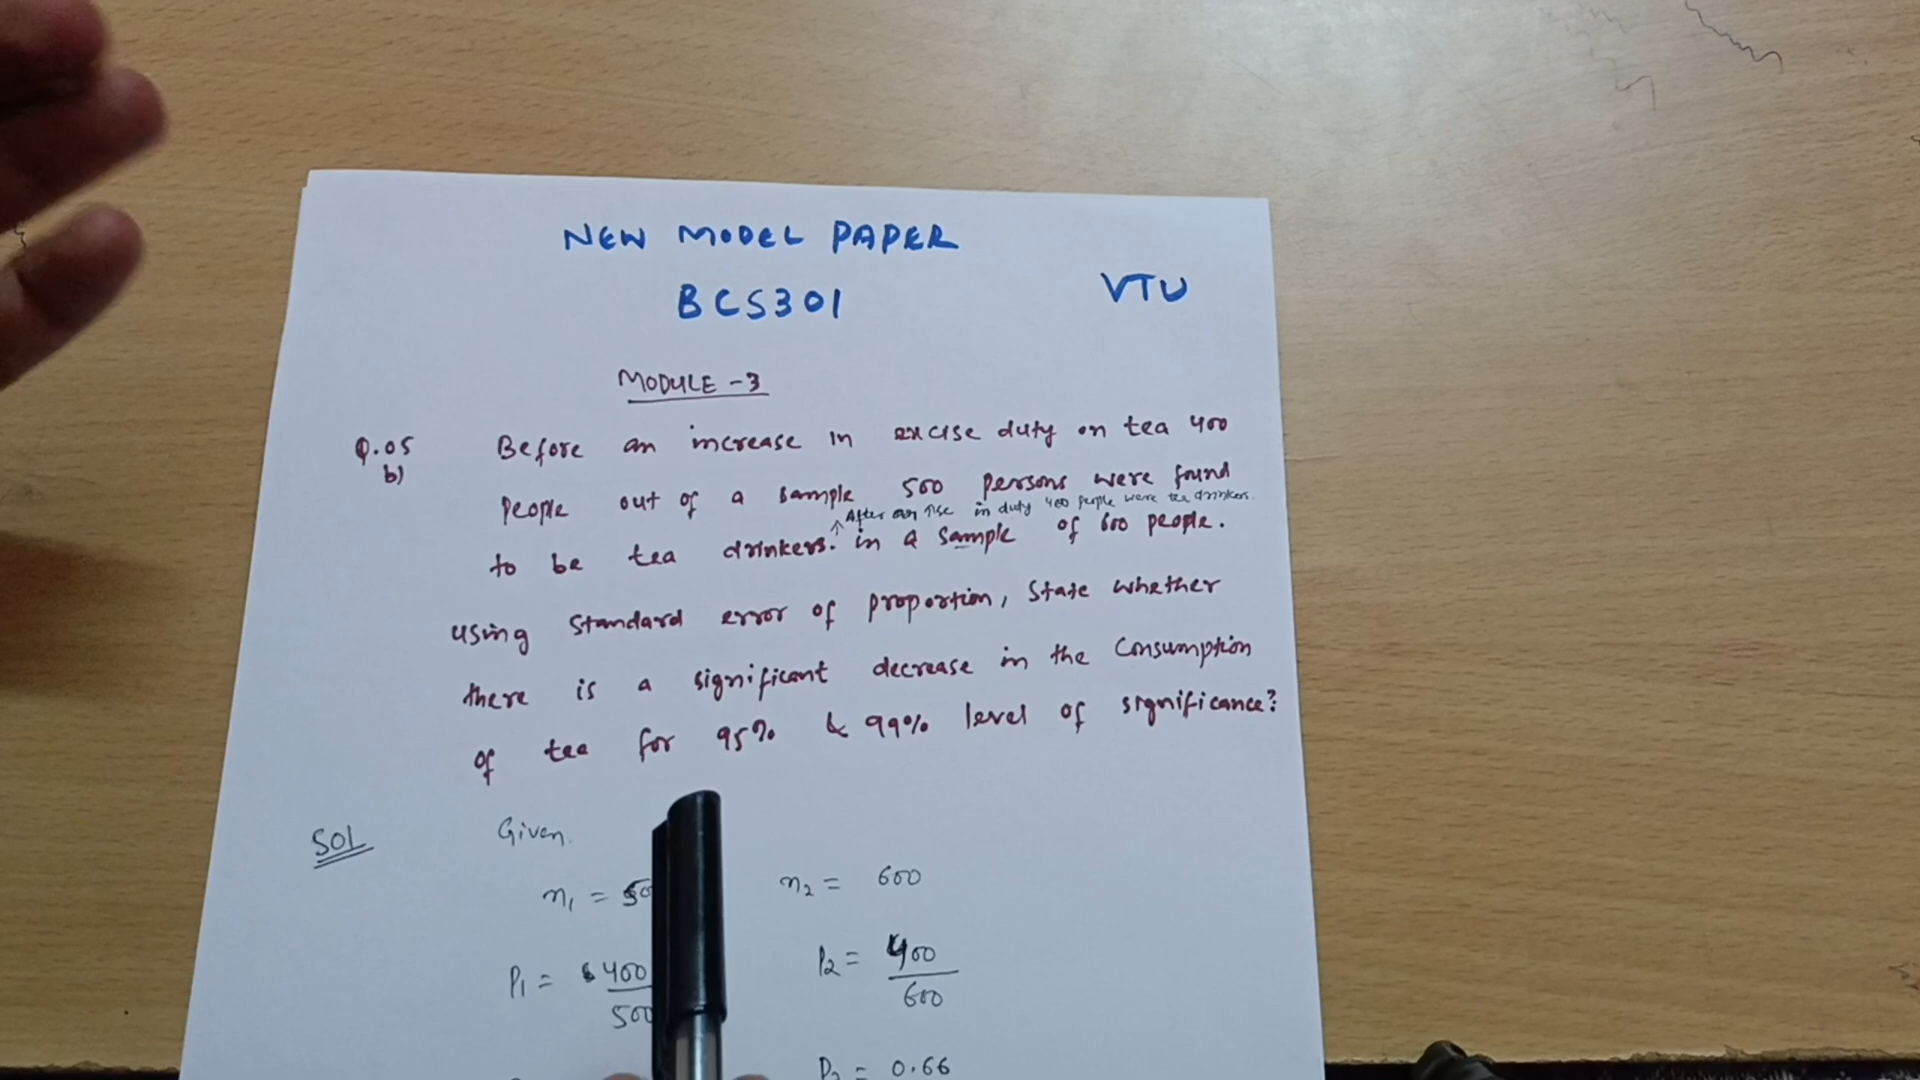 NEW MODEL PAPER
BCS301
VTU
MODULE -3
Q.05 Before an increase in excise duty on tea 400
b)
People out of a sample 500 persons were found
After an rise in duty 400 people were tea drinkers.
to be tea drinkers. in a sample of 600 people.
using standard error of proportion, state whether
there is a significant decrease in the consumption
of tea for 95% & 99% level of significance?
SOL Given.
n₁ = n₂ = 600
P₁ = 400 P₂ = 400
500 600
P₂ = 0.66